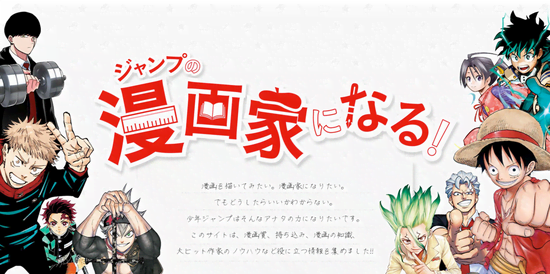 ジャンプの
漫画家になる!
漫画を描いてみたい。漫画家になりたい。
でもどうしたらいいかわからない。
少年ジャンプはそんなアナタの力になりたいです。
このサイトは、漫画賞、持ち込み、漫画の知識、
大ヒット作家のノウハウなど役に立つ情報を集めました!!